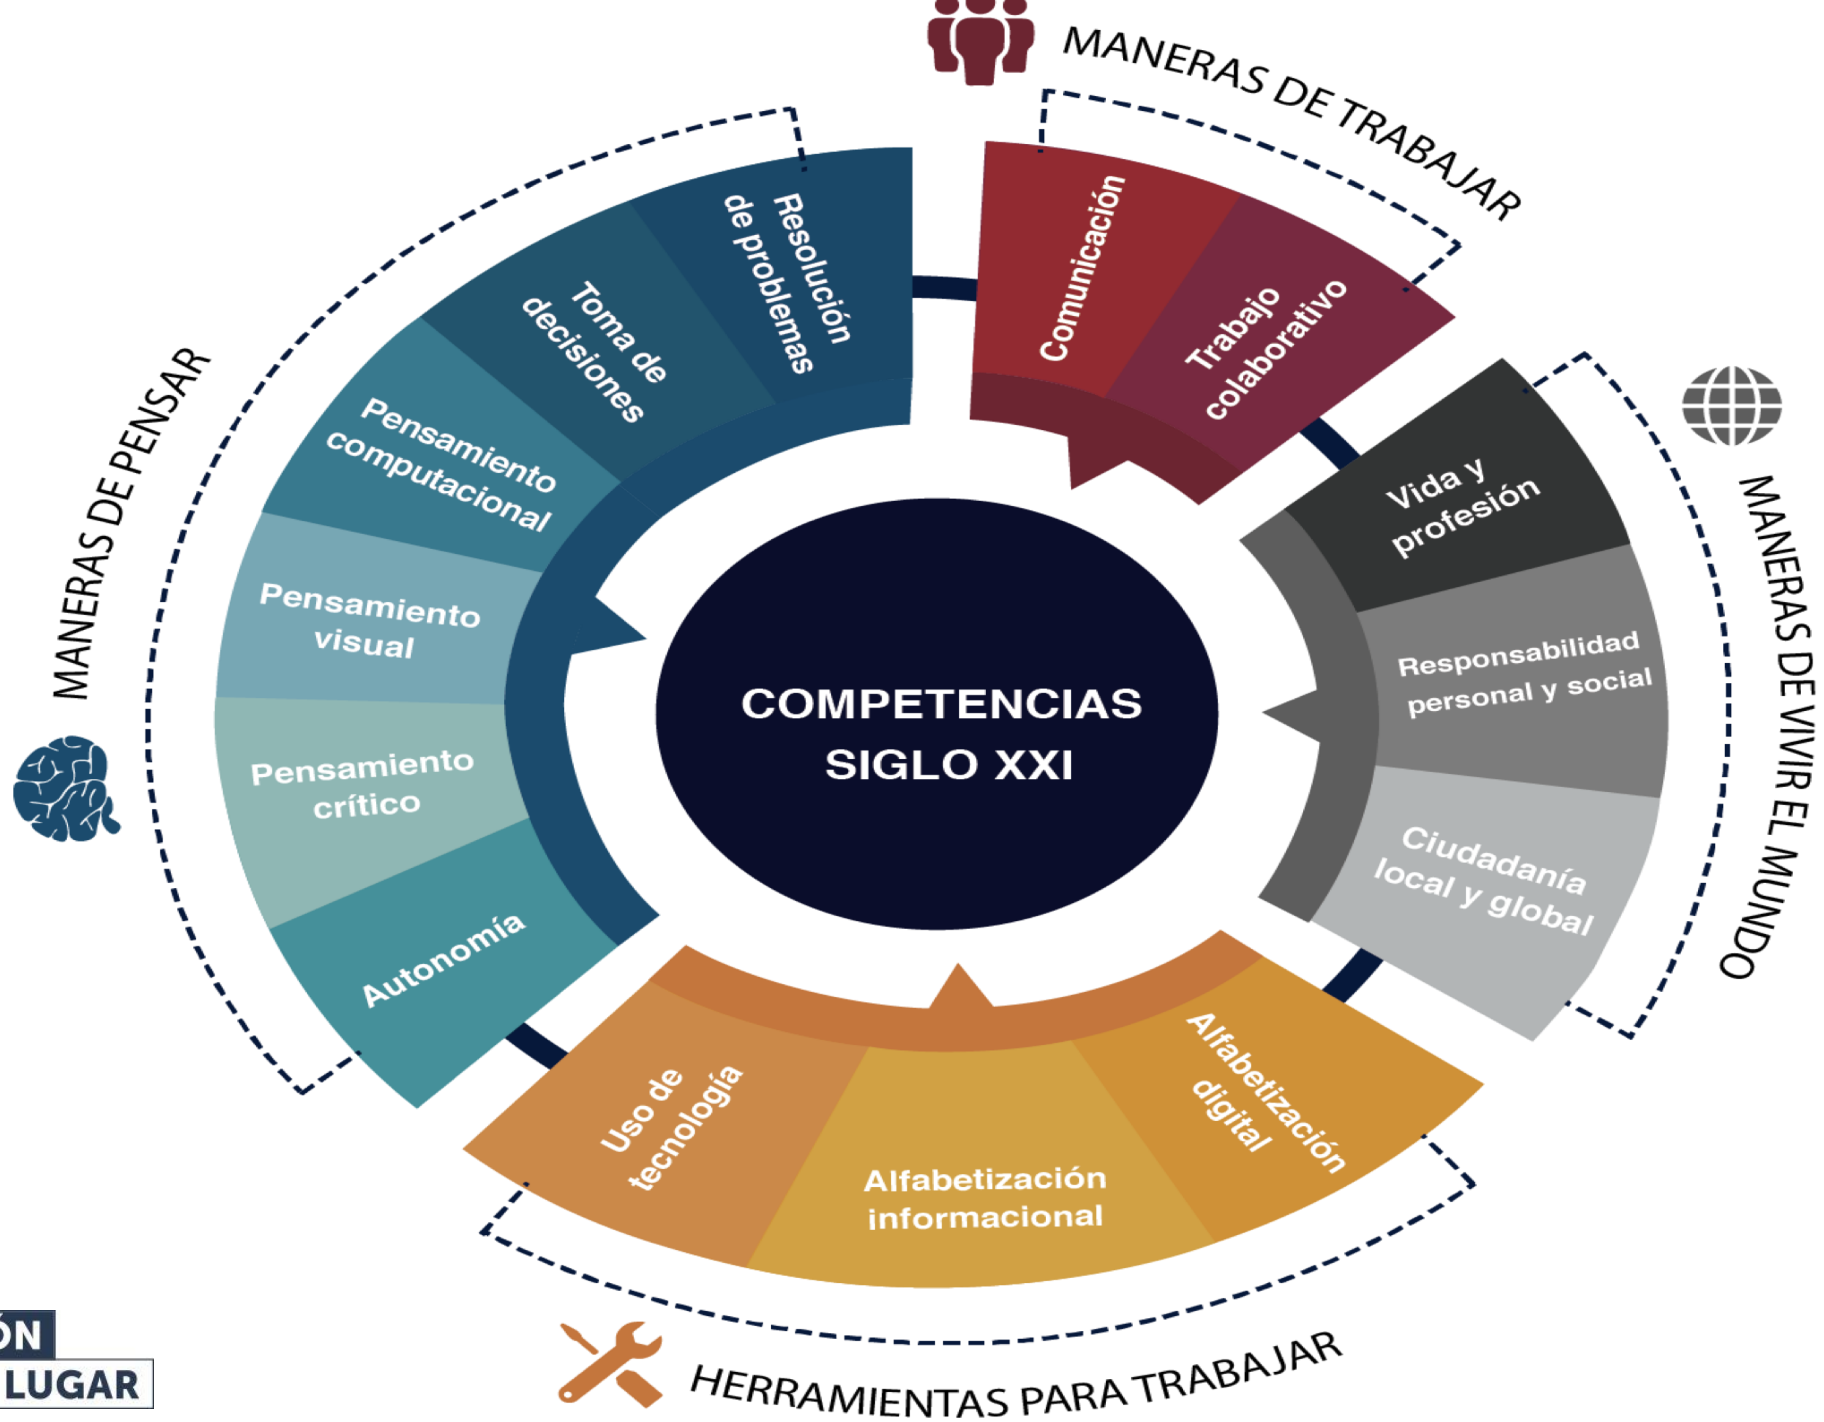 MANERAS DE TRABAJAR
Comunicación
Trabajo
colaborativo
MANERAS DE VIVIR EL MUNDO
Vida y
profesión
Responsabilidad
personal y social
Ciudadanía
local y global
HERRAMIENTAS PARA TRABAJAR
Alfabetización
digital
Alfabetización
informacional
Uso de
tecnología
MANERAS DE PENSAR
Autonomía
Pensamiento
crítico
Pensamiento
visual
Pensamiento
computacional
Toma de
decisiones
Resolución
de problemas
COMPETENCIAS
SIGLO XXI
ÓN
LUGAR